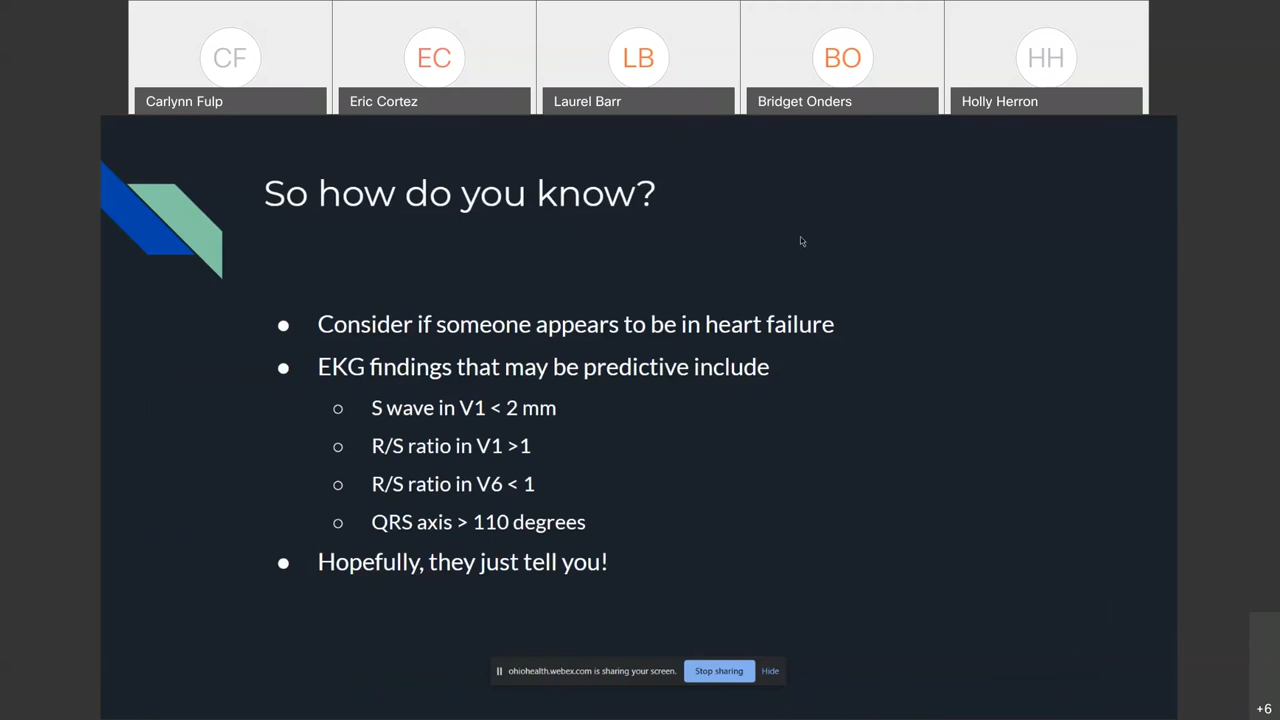 CF
EC
LB
BO
HH
Carlynn Fulp
Eric Cortez
Laurel Barr
Bridget Onders
Holly Herron
So how do you know?
● Consider if someone appears to be in heart failure
● EKG findings that may be predictive include
○ S wave in V1 < 2 mm
○ R/S ratio in V1 >1
○ R/S ratio in V6 < 1
○ QRS axis > 110 degrees
● Hopefully, they just tell you!
ohiohealth.webex.com is sharing your screen. Stop sharing Hide
+6